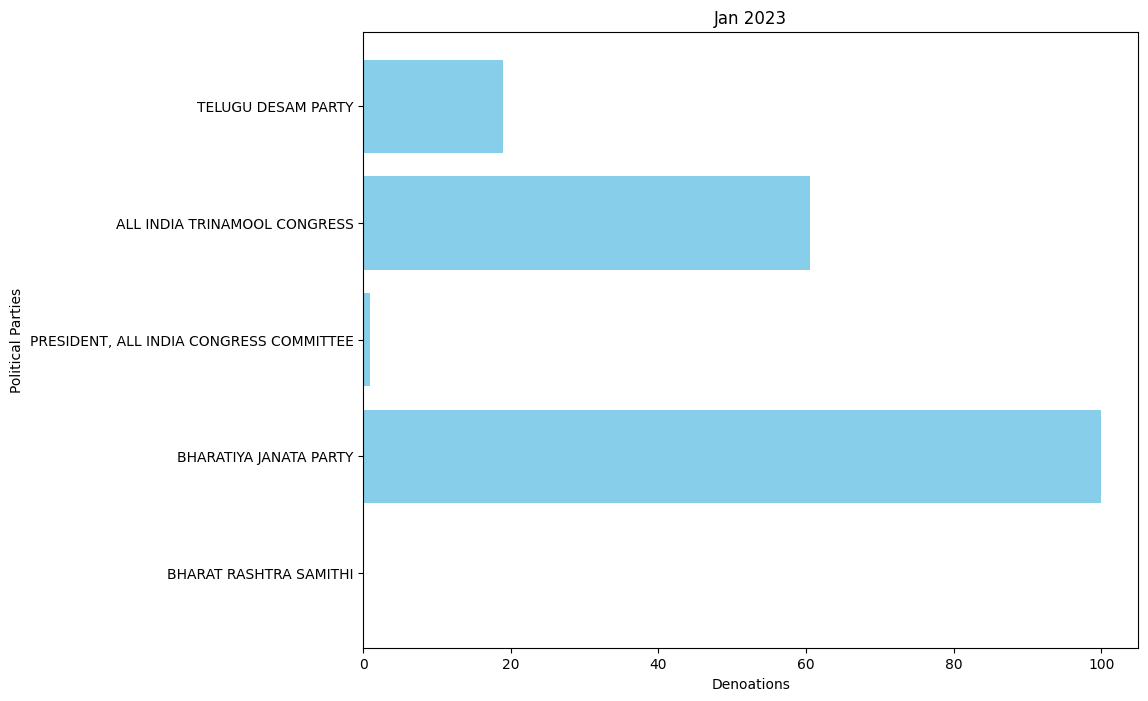 Jan 2023
Political Parties
TELUGU DESAM PARTY
ALL INDIA TRINAMOOL CONGRESS
PRESIDENT, ALL INDIA CONGRESS COMMITTEE
BHARATIYA JANATA PARTY
BHARAT RASHTRA SAMITHI
0 20 40 60 80 100
Denoations